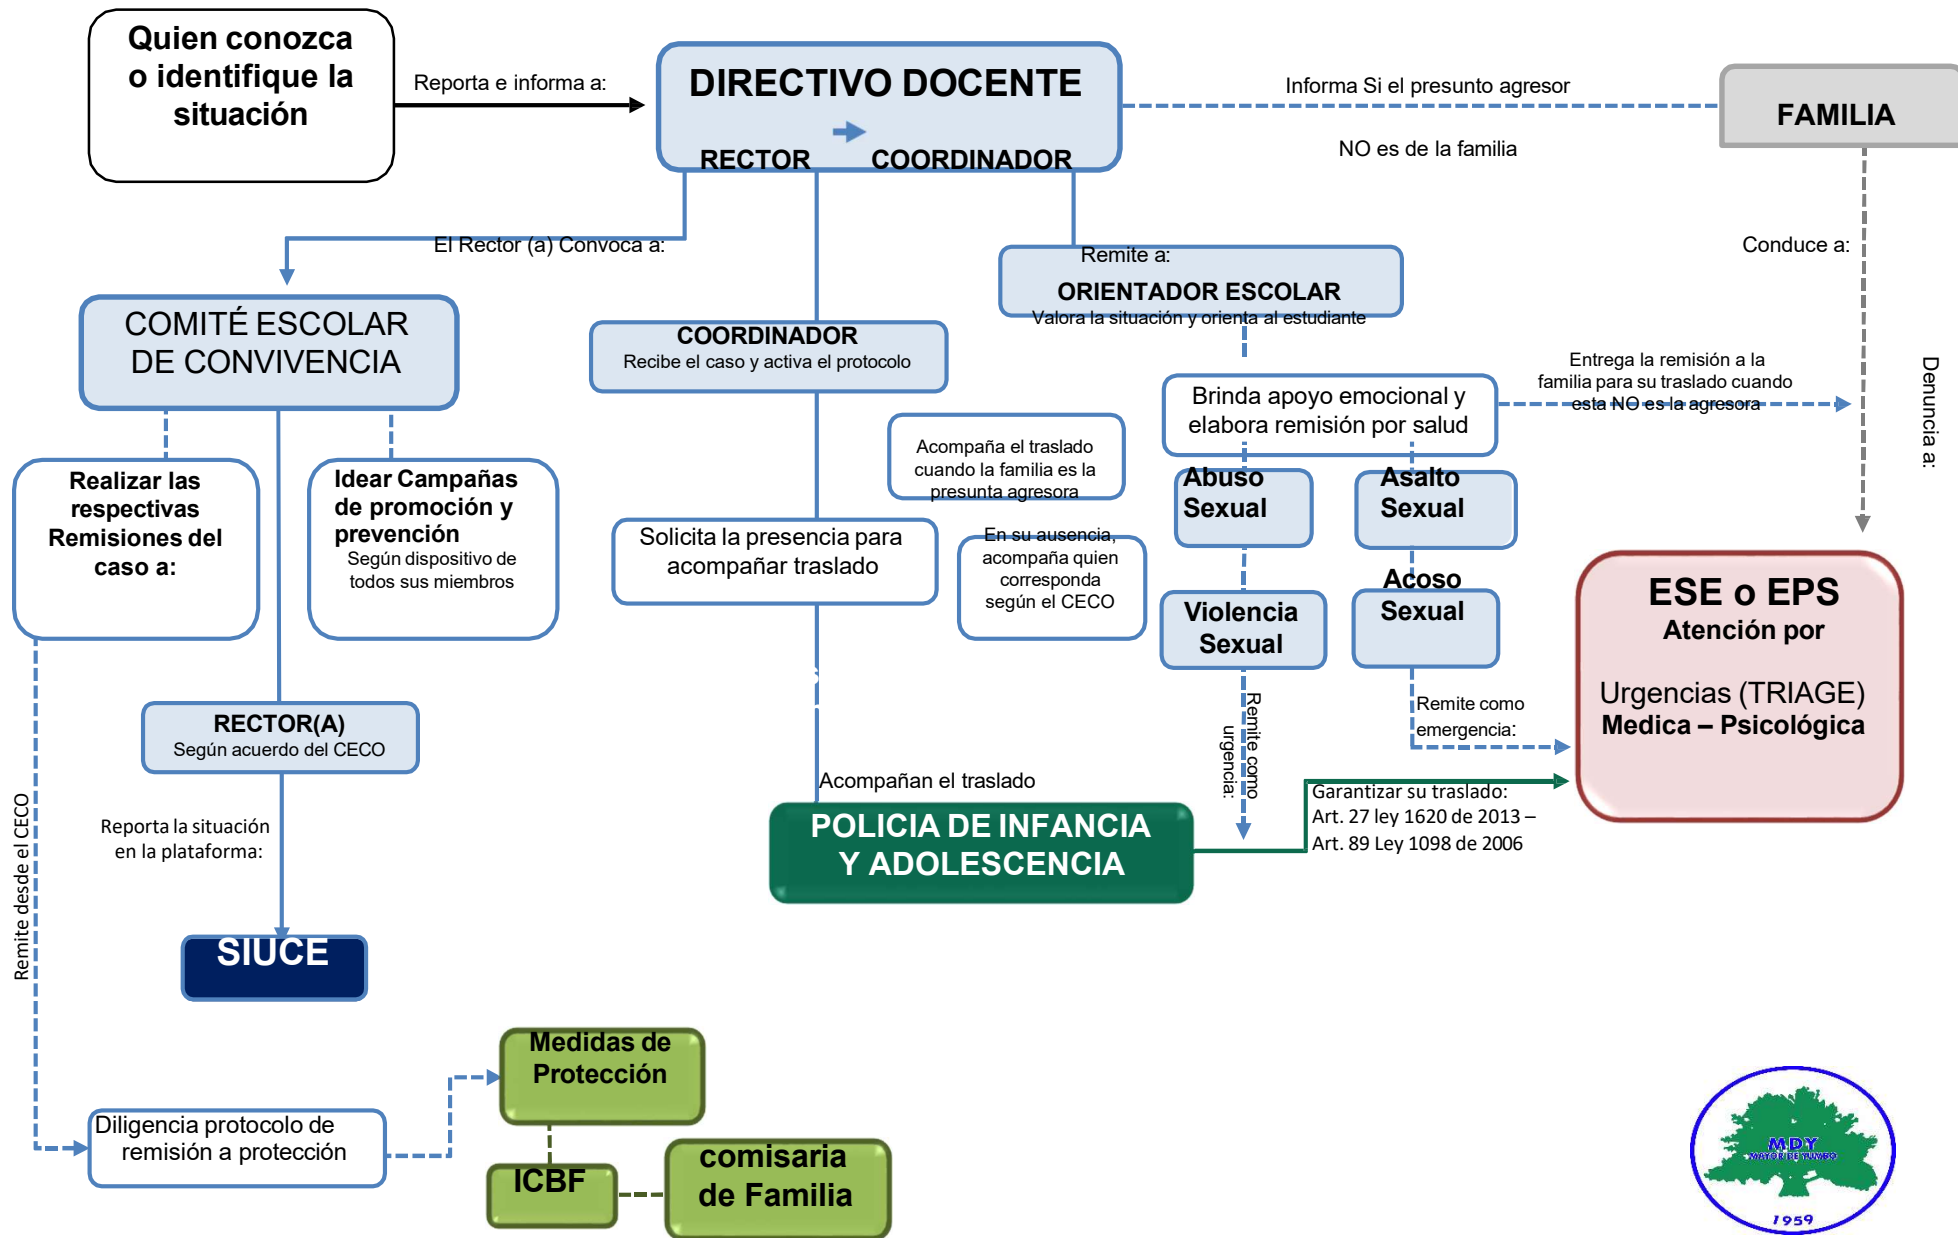 Quien conozca
o identifique la
situación
Reporta e informa a:
DIRECTIVO DOCENTE
RECTOR
COORDINADOR
Informa Si el presunto agresor
NO es de la familia
FAMILIA
El Rector (a) Convoca a:
Remite a:
ORIENTADOR ESCOLAR
Valora la situación y orienta al estudiante
Conduce a:
COMITÉ ESCOLAR
DE CONVIVENCIA
COORDINADOR
Recibe el caso y activa el protocolo
Entrega la remisión a la
familia para su traslado cuando
esta NO es la agresora
Denuncia a:
Brinda apoyo emocional y
elabora remisión por salud
Acompaña el traslado
cuando la familia es la
presunta agresora
Realizar las
respectivas
Remisiones del
caso a:
Idear Campañas
de promoción y
prevención
Según dispositivo de
todos sus miembros
Abuso
Sexual
Asalto
Sexual
Solicita la presencia para
acompañar traslado
En su ausencia,
acompaña quien
corresponda
según el CECO
Violencia
Sexual
Acoso
Sexual
ESE o EPS
Atención por
Urgencias (TRIAGE)
Medica – Psicológica
s
RECTOR(A)
Según acuerdo del CECO
Remite como
urgencia:
Remite como
emergencia:
Acompañan el traslado
POLICIA DE INFANCIA
Y ADOLESCENCIA
Garantizar su traslado:
Art. 27 ley 1620 de 2013 –
Art. 89 Ley 1098 de 2006
Reporta la situación
en la plataforma:
Remite desde el CECO
SIUCE
Medidas de
Protección
Diligencia protocolo de
remisión a protección
ICBF
comisaria
de Familia
MDY
MAYOR DE YUMBO
1959